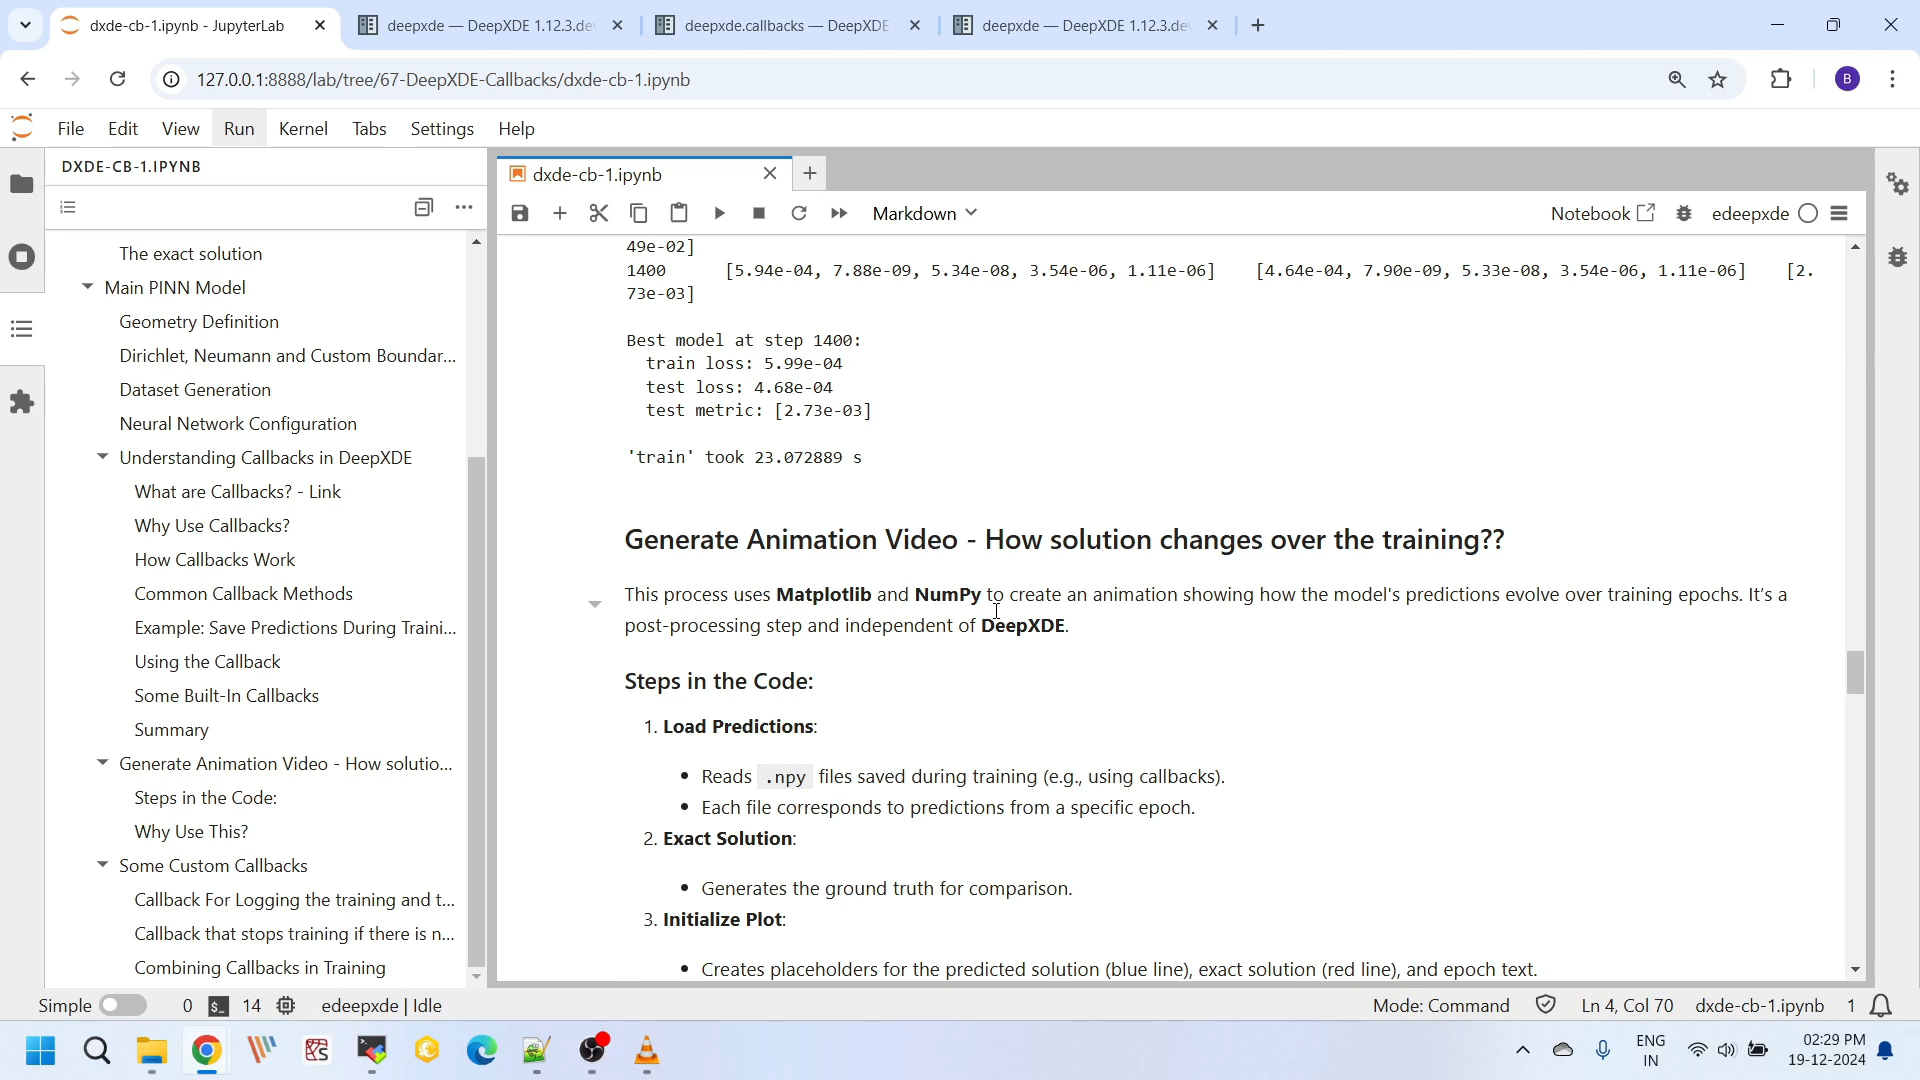 dxde-cb-1.ipynb - JupyterLab
deepxde — DeepXDE 1.12.3.de
deepxde.callbacks — DeepXDE
deepxde — DeepXDE 1.12.3.de
127.0.0.1:8888/lab/tree/67-DeepXDE-Callbacks/dxde-cb-1.ipynb
B
File Edit View Run Kernel Tabs Settings Help
DXDE-CB-1.IPYNB
dxde-cb-1.ipynb
Markdown
Notebook
edeepxde
The exact solution
Main PINN Model
Geometry Definition
Dirichlet, Neumann and Custom Boundar...
Dataset Generation
Neural Network Configuration
Understanding Callbacks in DeepXDE
What are Callbacks? - Link
Why Use Callbacks?
How Callbacks Work
Common Callback Methods
Example: Save Predictions During Traini...
Using the Callback
Some Built-In Callbacks
Summary
Generate Animation Video - How solutio...
Steps in the Code:
Why Use This?
Some Custom Callbacks
Callback For Logging the training and t...
Callback that stops training if there is n...
Combining Callbacks in Training
49e-02]
1400 [5.94e-04, 7.88e-09, 5.34e-08, 3.54e-06, 1.11e-06] [4.64e-04, 7.90e-09, 5.33e-08, 3.54e-06, 1.11e-06] [2.
73e-03]
Best model at step 1400:
train loss: 5.99e-04
test loss: 4.68e-04
test metric: [2.73e-03]
'train' took 23.072889 s
Generate Animation Video - How solution changes over the training??
This process uses Matplotlib and NumPy to create an animation showing how the model's predictions evolve over training epochs. It's a
post-processing step and independent of DeepXDE.
Steps in the Code:
1. Load Predictions:
• Reads .npy files saved during training (e.g., using callbacks).
• Each file corresponds to predictions from a specific epoch.
2. Exact Solution:
• Generates the ground truth for comparison.
3. Initialize Plot:
• Creates placeholders for the predicted solution (blue line), exact solution (red line), and epoch text.
Simple 0 14 edeepxde | Idle
Mode: Command Ln 4, Col 70 dxde-cb-1.ipynb 1
ENG
IN
02:29 PM
19-12-2024